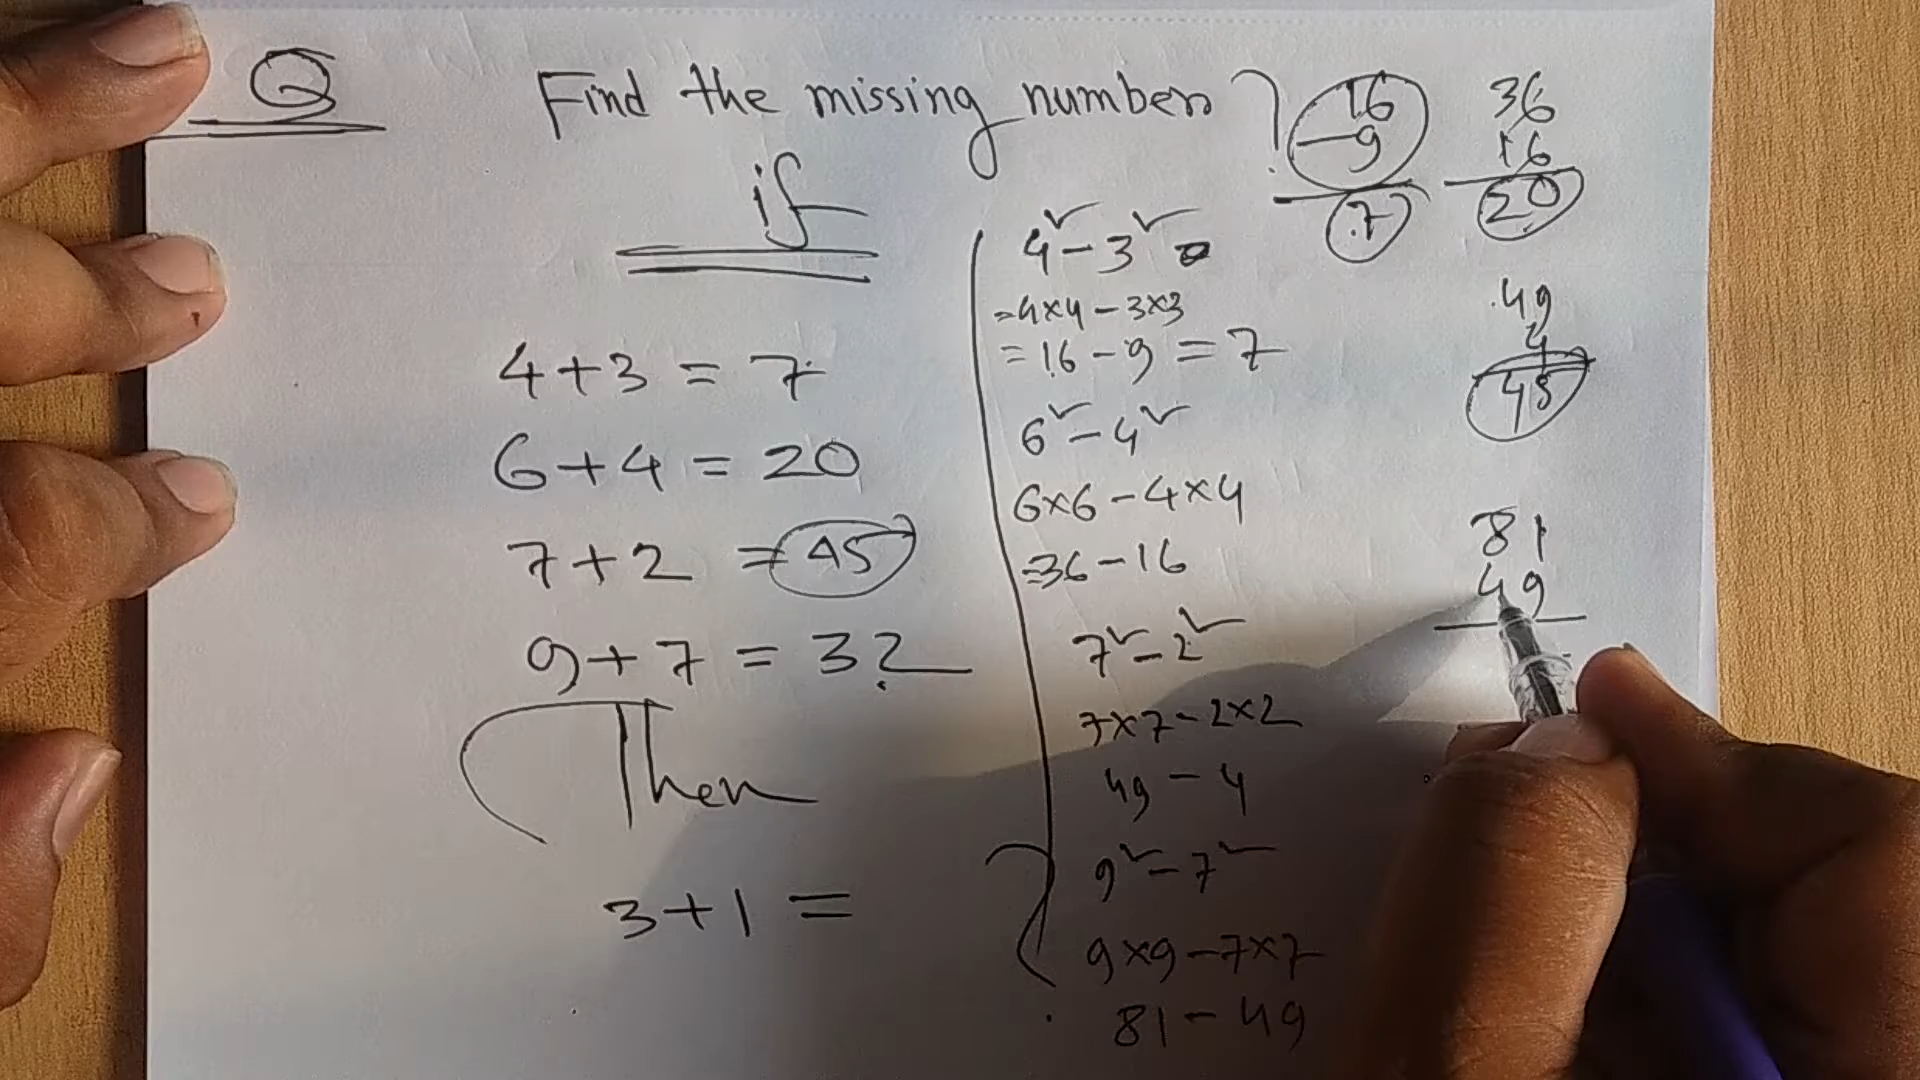 Q Find the missing number ?
if
4+3 = 7
6+4 = 20
7+2 = 45
9+7 = 32
Then
3+1 =
4² - 3² =
= 4×4 - 3×3
= 16 - 9 = 7
6² - 4²
6×6 - 4×4
= 36 - 16
7² - 2²
7×7 - 2×2
49 - 4
9² - 7²
9×9 - 7×7
81 - 49
16
-9
7
36
16
20
49
4
45
81
49